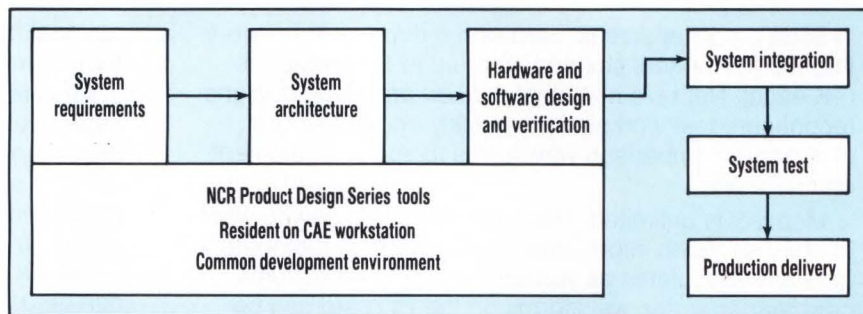 System
requirements
System
architecture
Hardware and
software design
and verification
System integration
System test
Production delivery
NCR Product Design Series tools
Resident on CAE workstation
Common development environment